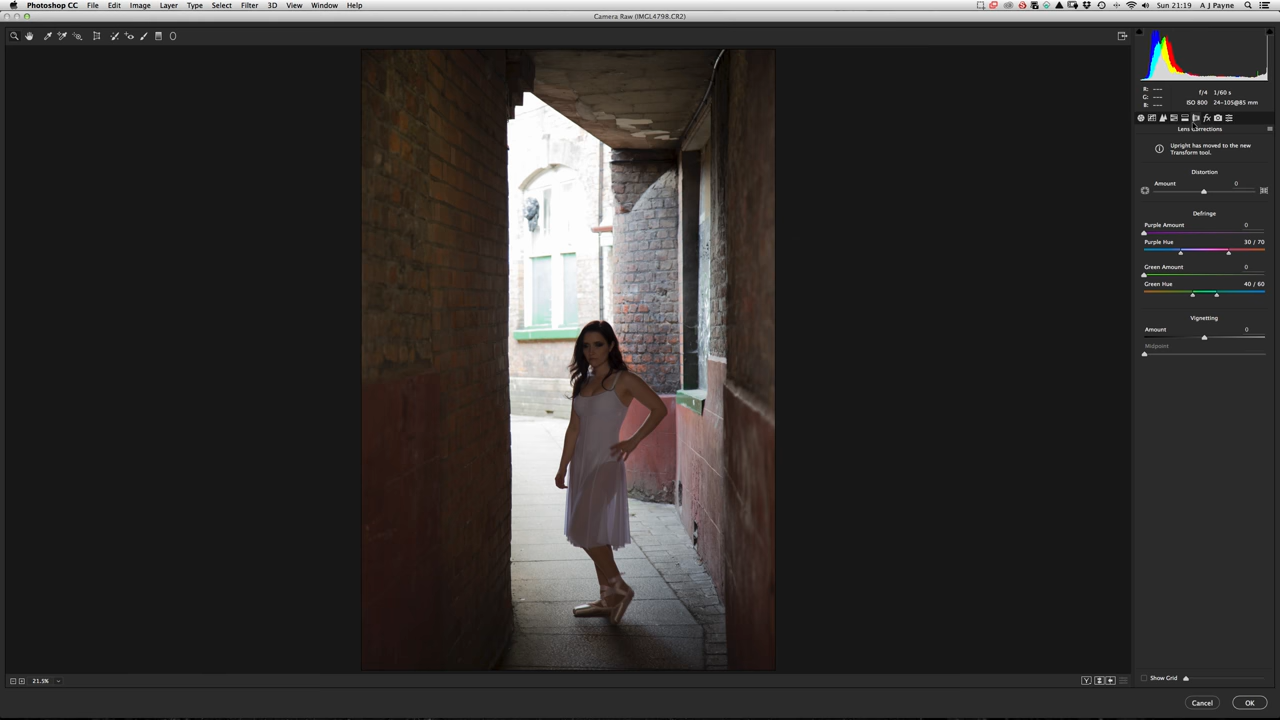 Photoshop CC File Edit Image Layer Type Select Filter 3D View Window Help
Sun 21:19 A J Payne
Camera Raw (IMGL4798.CR2)
R: ---
G: ---
B: ---
f/4 1/60 s
ISO 800 24-105@85 mm
Lens Corrections
Upright has moved to the new
Transform tool.
Distortion
Amount 0
Defringe
Purple Amount 0
Purple Hue 30 / 70
Green Amount 0
Green Hue 40 / 60
Vignetting
Amount 0
Midpoint
21.5%
Y
Show Grid
Cancel OK